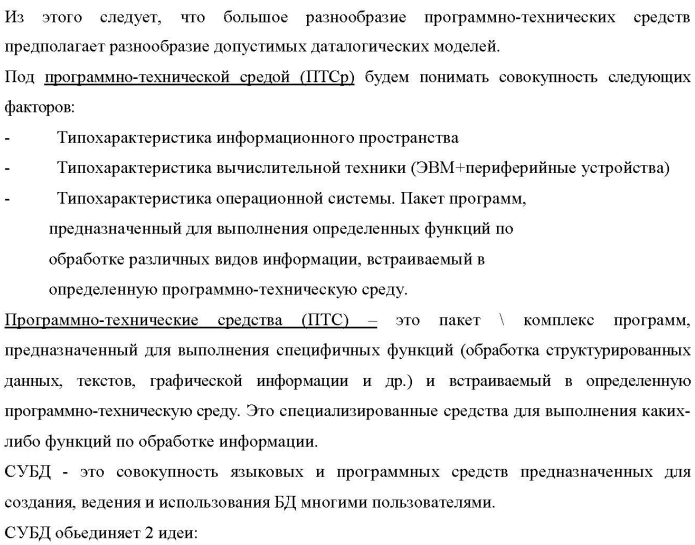 Из этого следует, что большое разнообразие программно-технических средств
предполагает разнообразие допустимых даталогических моделей.
Под программно-технической средой (ПТСр) будем понимать совокупность следующих
факторов:
- Типохарактеристика информационного пространства
- Типохарактеристика вычислительной техники (ЭВМ+периферийные устройства)
- Типохарактеристика операционной системы. Пакет программ,
предназначенный для выполнения определенных функций по
обработке различных видов информации, встраиваемый в
определенную программно-техническую среду.
Программно-технические средства (ПТС) – это пакет \ комплекс программ,
предназначенный для выполнения специфичных функций (обработка структурированных
данных, текстов, графической информации и др.) и встраиваемый в определенную
программно-техническую среду. Это специализированные средства для выполнения каких-
либо функций по обработке информации.
СУБД - это совокупность языковых и программных средств предназначенных для
создания, ведения и использования БД многими пользователями.
СУБД обьединяет 2 идеи: